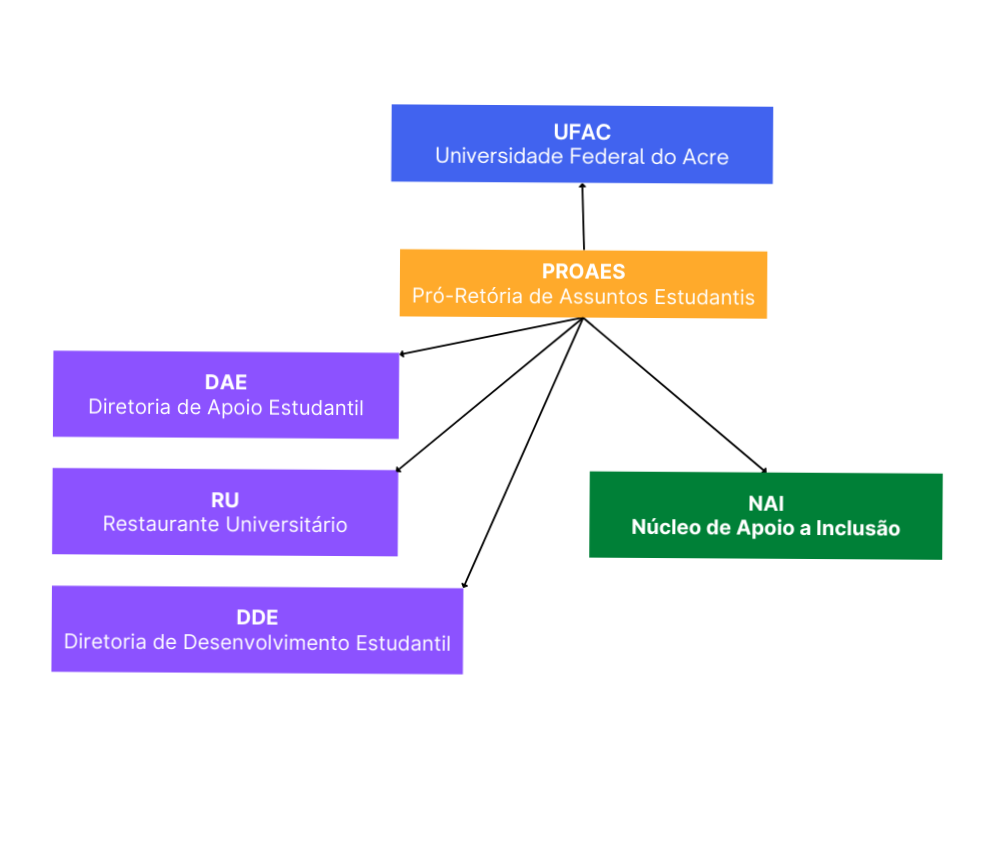 UFAC
Universidade Federal do Acre
PROAES
Pró-Retória de Assuntos Estudantis
DAE
Diretoria de Apoio Estudantil
RU
Restaurante Universitário
NAI
Núcleo de Apoio a Inclusão
DDE
Diretoria de Desenvolvimento Estudantil